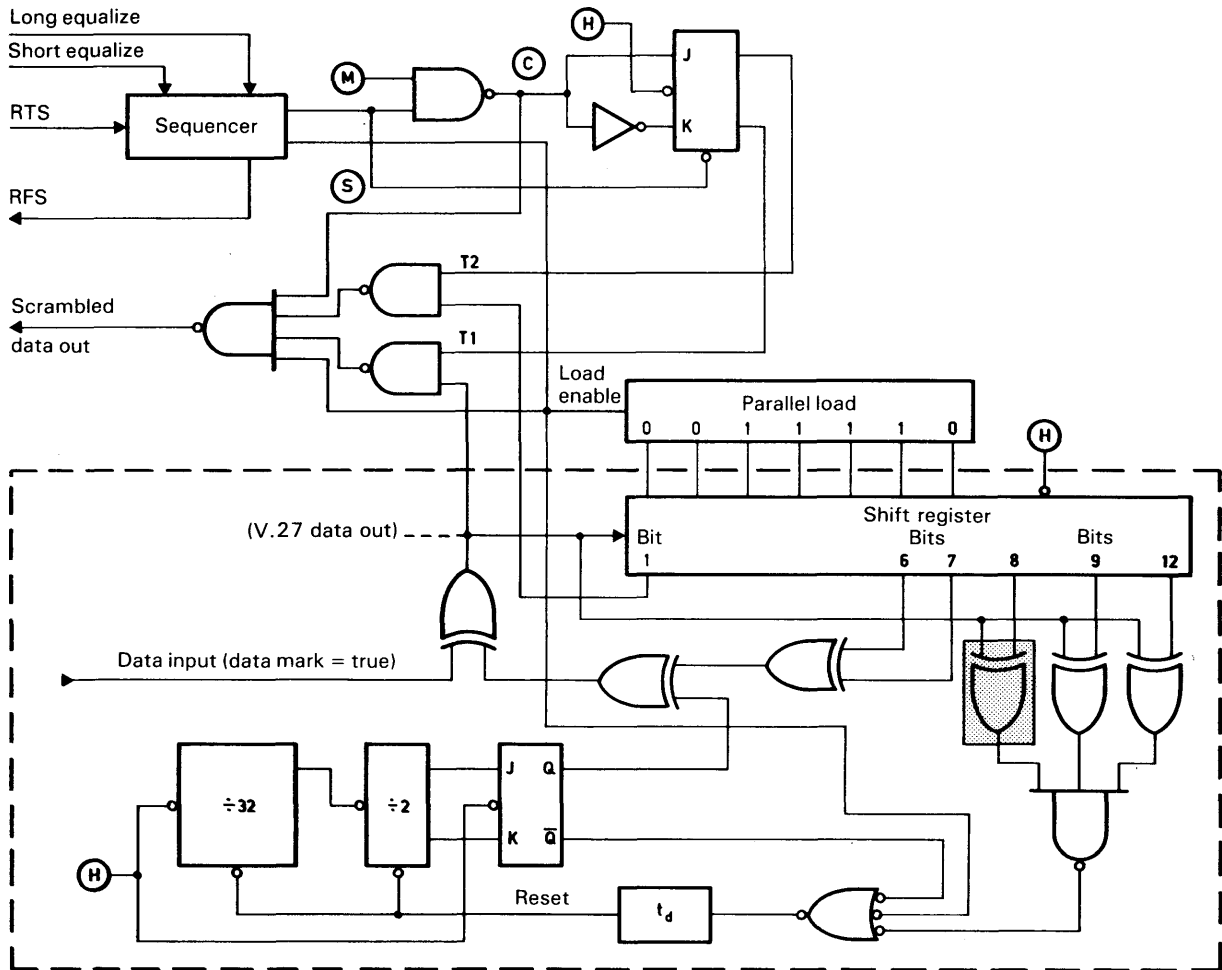 Long equalize
Short equalize
RTS
Sequencer
RFS
M
C
H
S
J
K
T2
T1
Scrambled
data out
Load
enable
Parallel load
0 0 1 1 1 1 0
H
(V.27 data out)
Shift register
Bit
Bits
Bits
1
6 7 8 9 12
Data input (data mark = true)
÷32
÷2
J Q
K Q̅
H
Reset
t_d